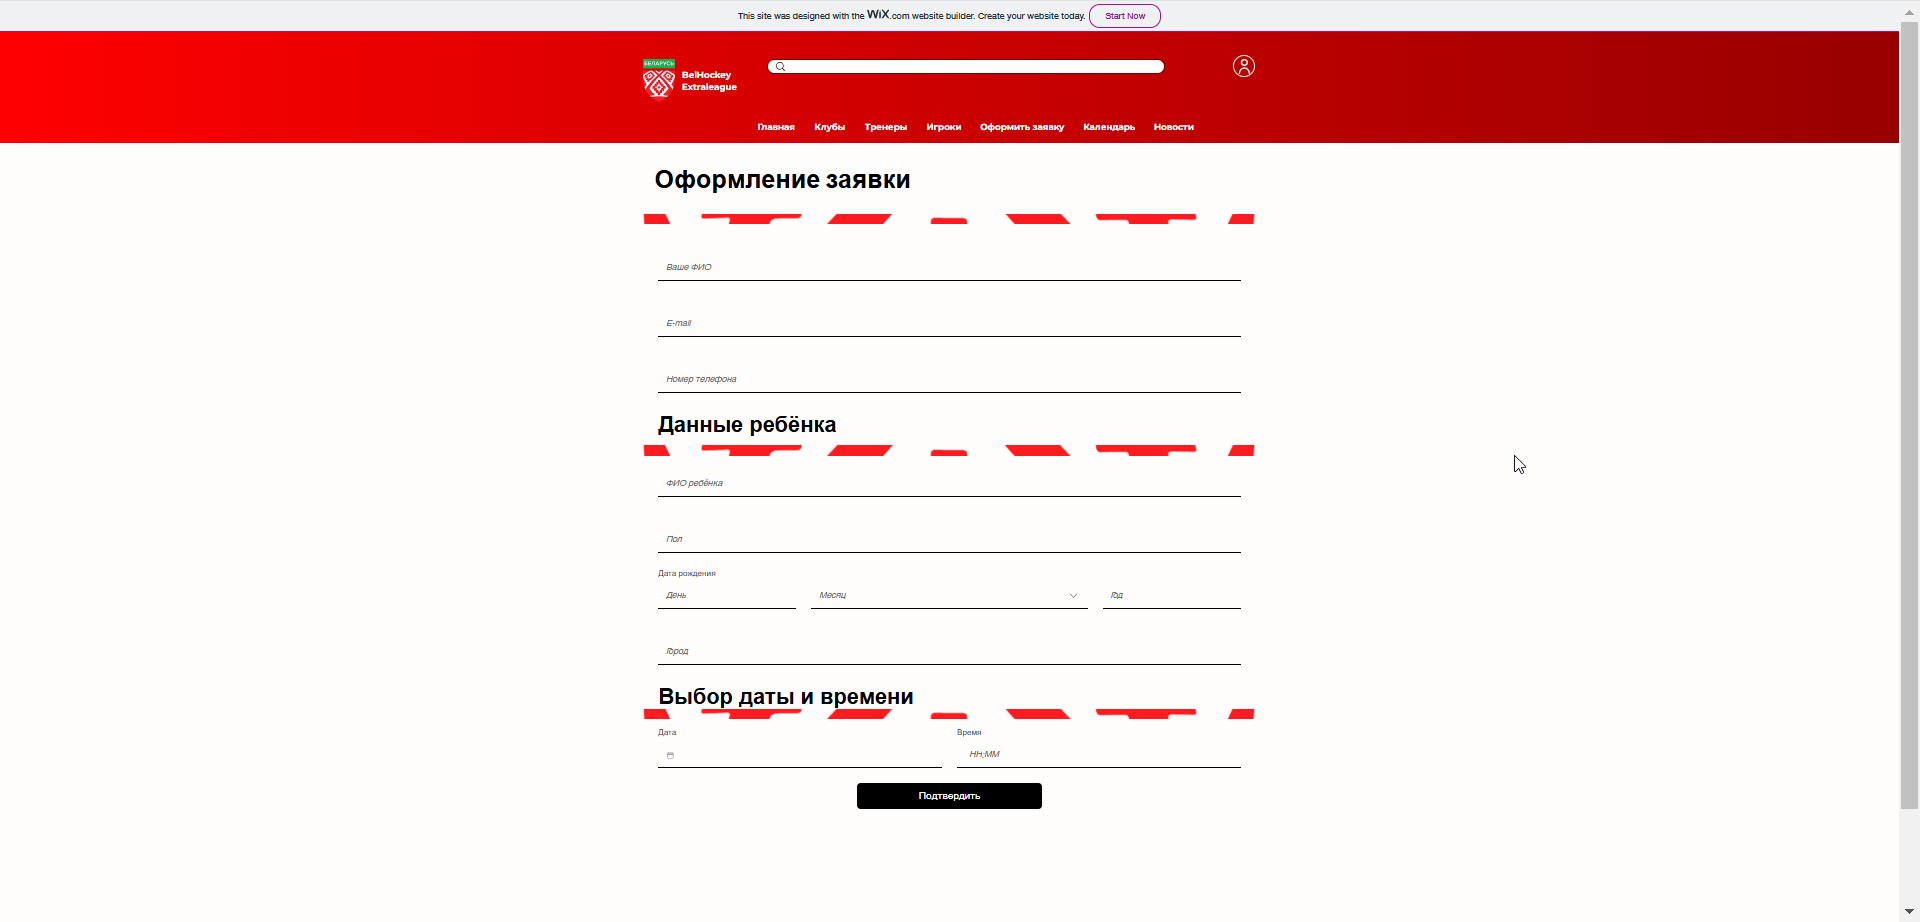 This site was designed with the WiX.com website builder. Create your website today. Start Now
БЕЛАРУСЬ
BelHockey
Extraleague
Главная Клубы Тренеры Игроки Оформить заявку Календарь Новости
Оформление заявки
Ваше ФИО
E-mail
Номер телефона
Данные ребёнка
ФИО ребёнка
Пол
Дата рождения
День Месяц Год
Город
Выбор даты и времени
Дата Время
HH:MM
Подтвердить